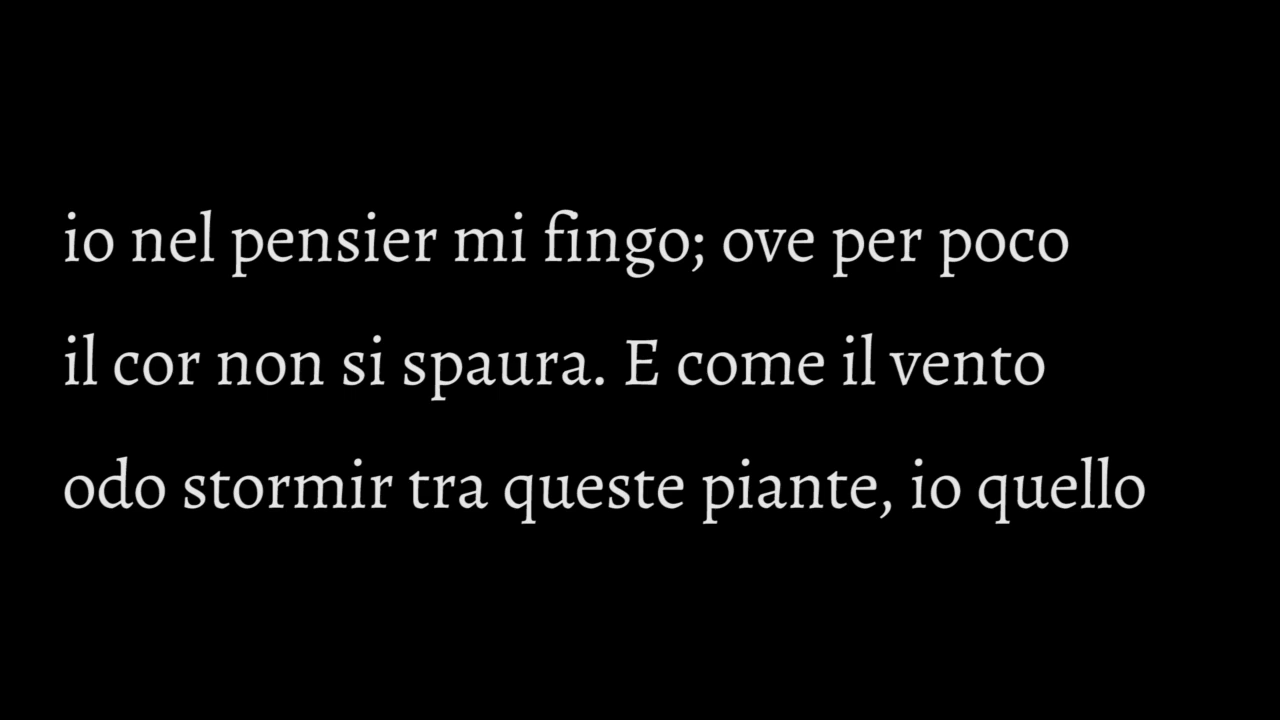 io nel pensier mi fingo; ove per poco
il cor non si spaura. E come il vento
odo stormir tra queste piante, io quello